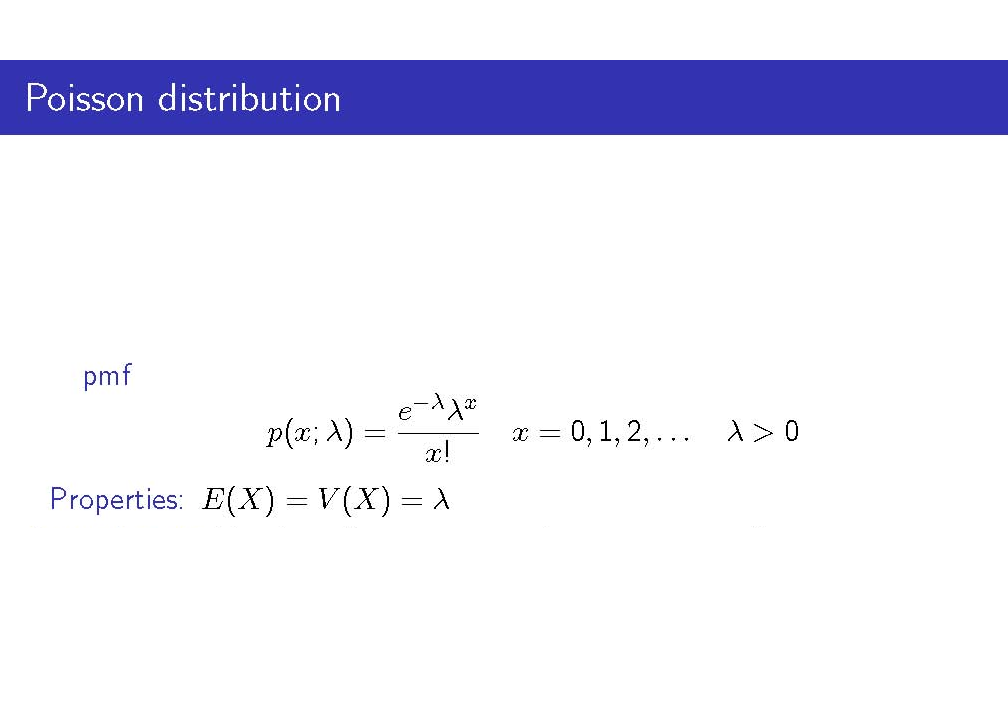 Poisson distribution
pmf
p(x; λ) = e^{−λ}λ^x / x!   x = 0, 1, 2, . . .   λ > 0
Properties: E(X) = V(X) = λ